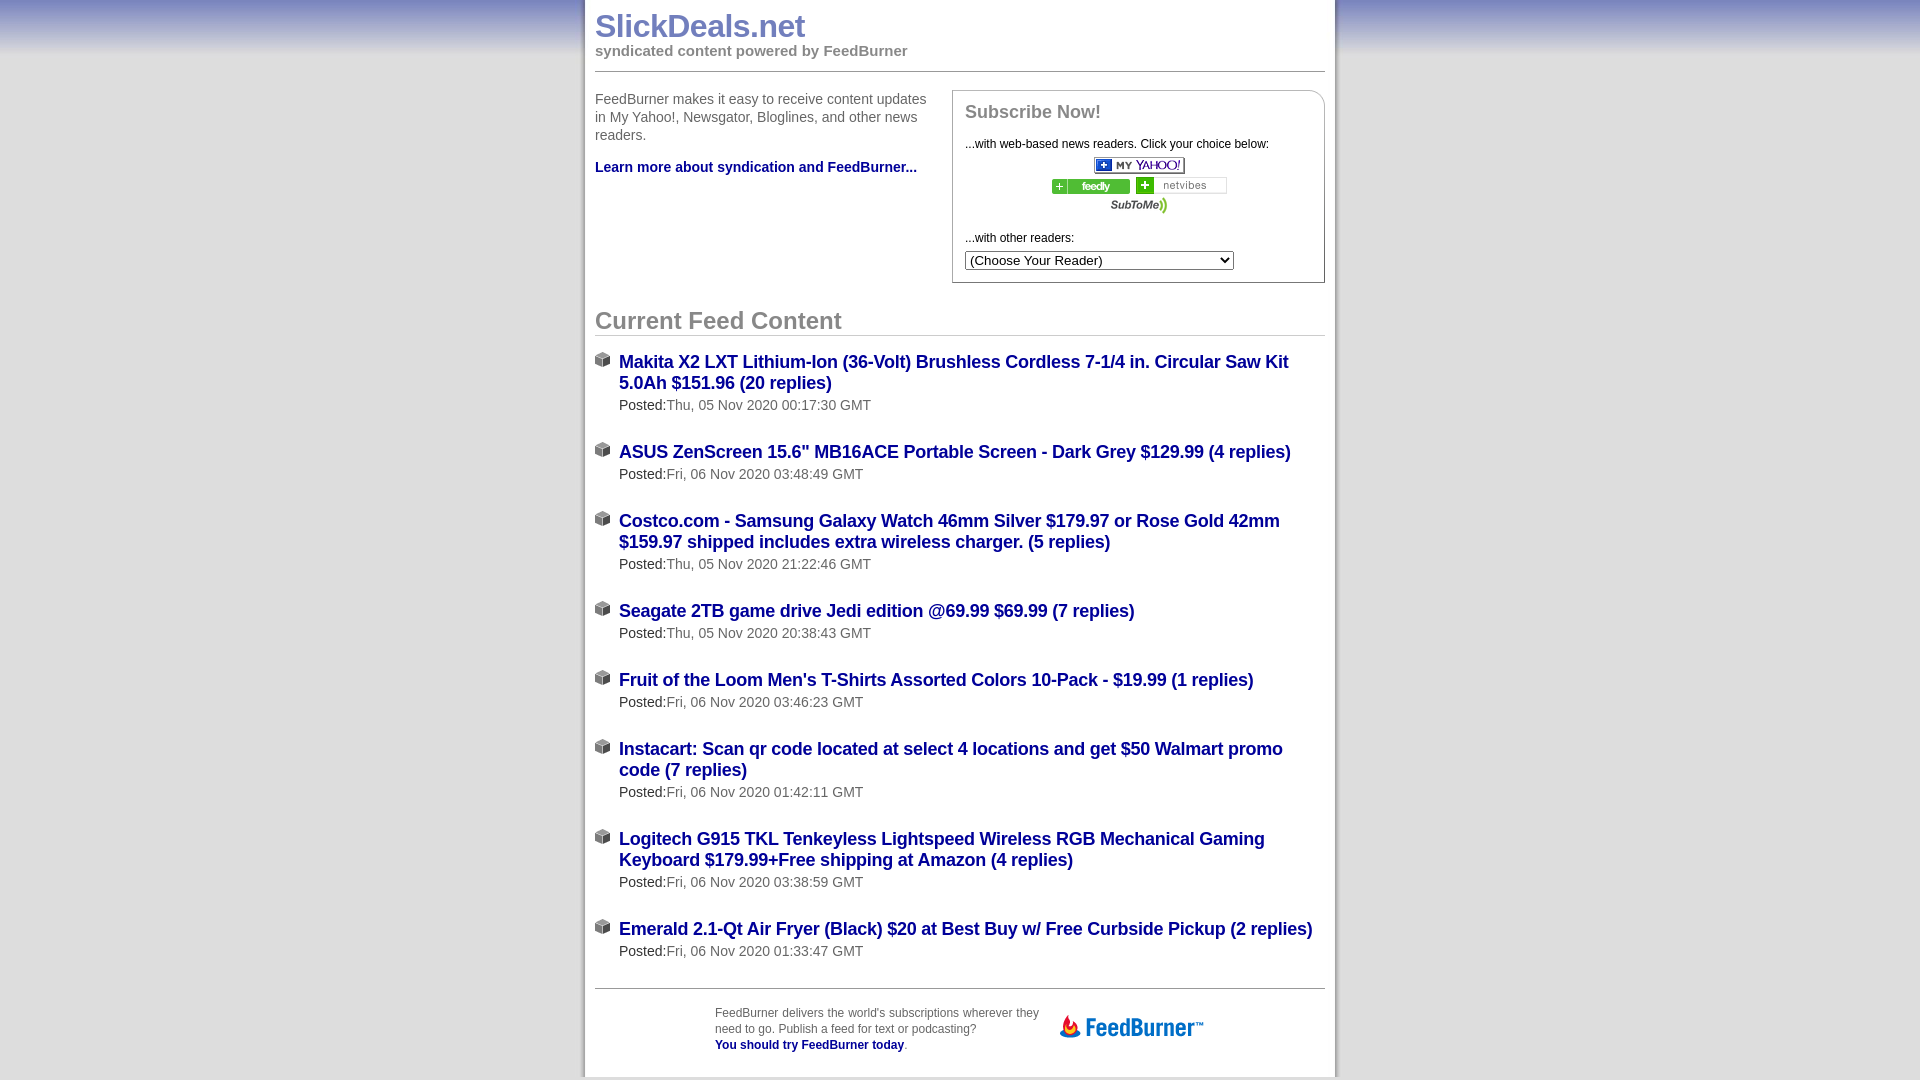 SlickDeals.net
syndicated content powered by FeedBurner
FeedBurner makes it easy to receive content updates
in My Yahoo!, Newsgator, Bloglines, and other news
readers.
Learn more about syndication and FeedBurner...
Subscribe Now!
...with web-based news readers. Click your choice below:
MY YAHOO!
feedly
netvibes
SubToMe
...with other readers:
(Choose Your Reader)
Current Feed Content
Makita X2 LXT Lithium-Ion (36-Volt) Brushless Cordless 7-1/4 in. Circular Saw Kit
5.0Ah $151.96 (20 replies)
Posted:Thu, 05 Nov 2020 00:17:30 GMT
ASUS ZenScreen 15.6" MB16ACE Portable Screen - Dark Grey $129.99 (4 replies)
Posted:Fri, 06 Nov 2020 03:48:49 GMT
Costco.com - Samsung Galaxy Watch 46mm Silver $179.97 or Rose Gold 42mm
$159.97 shipped includes extra wireless charger. (5 replies)
Posted:Thu, 05 Nov 2020 21:22:46 GMT
Seagate 2TB game drive Jedi edition @69.99 $69.99 (7 replies)
Posted:Thu, 05 Nov 2020 20:38:43 GMT
Fruit of the Loom Men's T-Shirts Assorted Colors 10-Pack - $19.99 (1 replies)
Posted:Fri, 06 Nov 2020 03:46:23 GMT
Instacart: Scan qr code located at select 4 locations and get $50 Walmart promo
code (7 replies)
Posted:Fri, 06 Nov 2020 01:42:11 GMT
Logitech G915 TKL Tenkeyless Lightspeed Wireless RGB Mechanical Gaming
Keyboard $179.99+Free shipping at Amazon (4 replies)
Posted:Fri, 06 Nov 2020 03:38:59 GMT
Emerald 2.1-Qt Air Fryer (Black) $20 at Best Buy w/ Free Curbside Pickup (2 replies)
Posted:Fri, 06 Nov 2020 01:33:47 GMT
FeedBurner delivers the world's subscriptions wherever they
need to go. Publish a feed for text or podcasting?
You should try FeedBurner today.
FeedBurner™